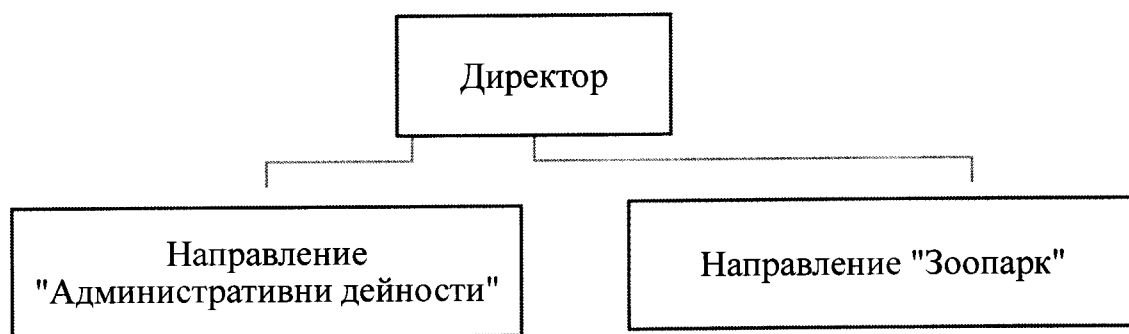 Директор
Направление
"Административни дейности"
Направление "Зоопарк"